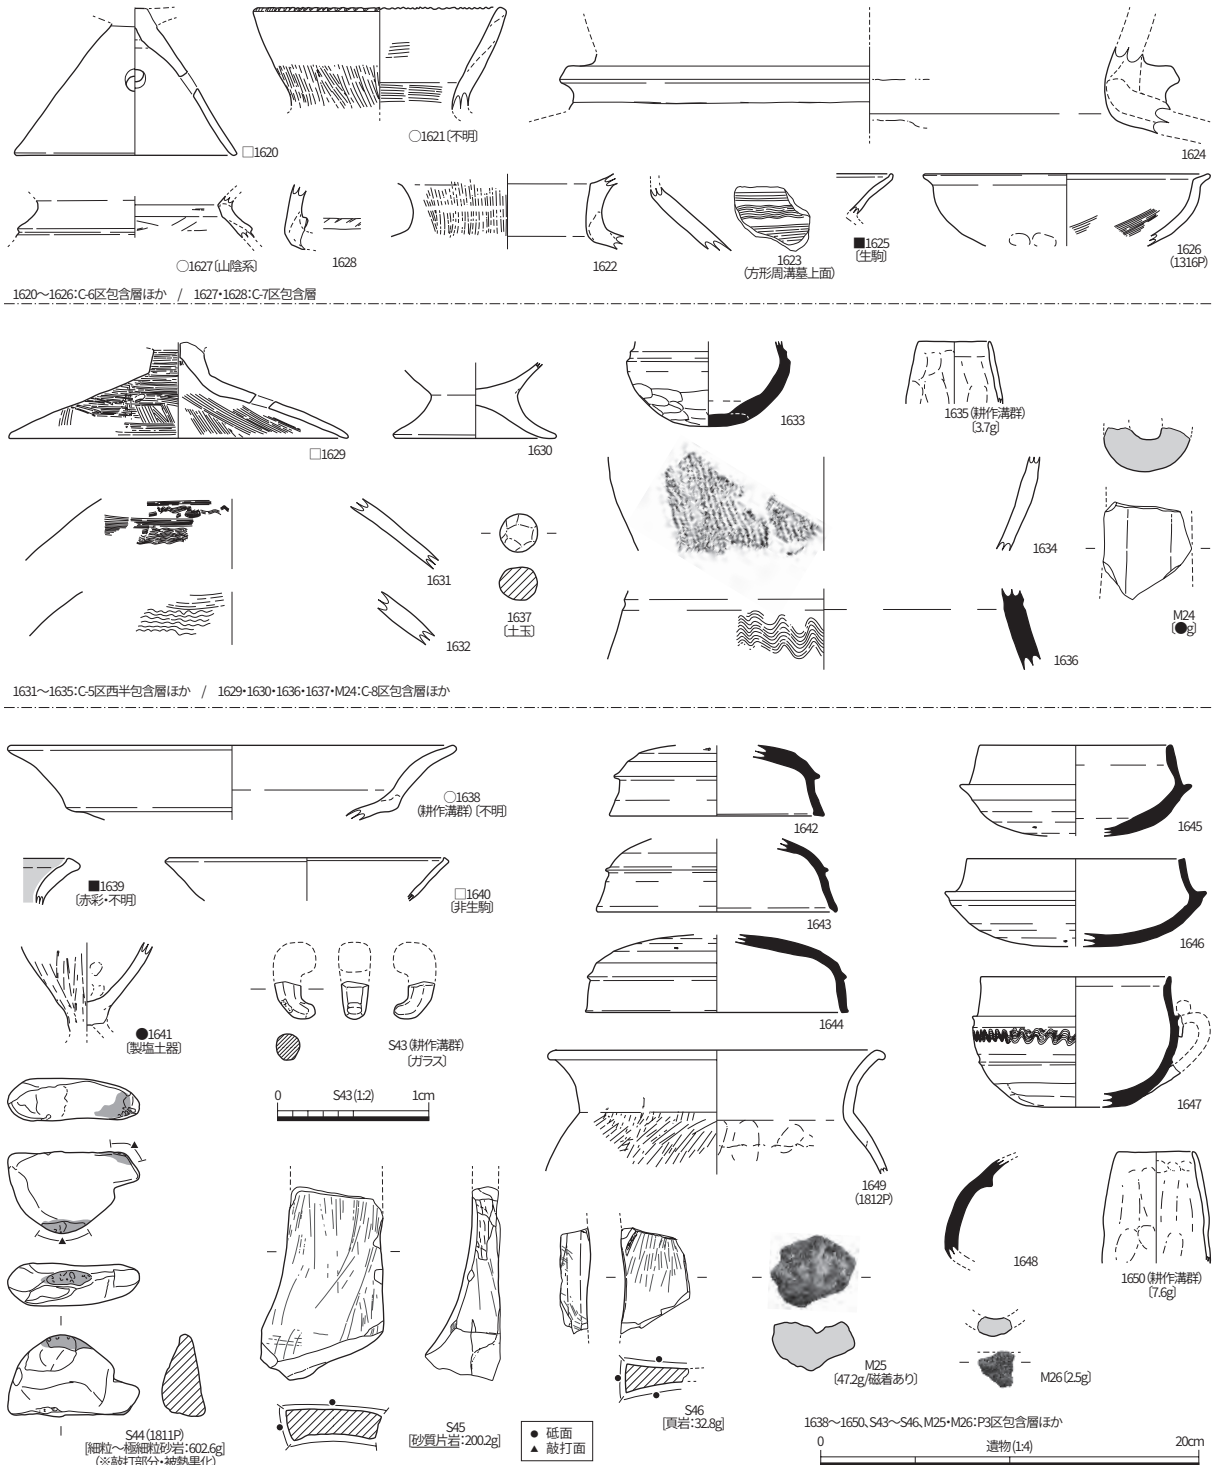 □1620
○1621〔不明〕
1624
○1627〔山陰系〕
1628
1622
1623
(方形周溝墓上面)
■1625
〔生駒〕
1626
(1316P)
1620〜1626：C-6区包含層ほか / 1627・1628：C-7区包含層
□1629
1630
1633
1635（耕作溝群）
〔3.7g〕
1631
1632
1637
〔土玉〕
1634
1636
M24
〔●g〕
1631〜1635：C-5区西半包含層ほか / 1629・1630・1636・1637・M24：C-8区包含層ほか
○1638
（耕作溝群）〔不明〕
1642
1645
■1639
〔赤彩・不明〕
□1640
〔非生駒〕
1643
1646
●1641
〔製塩土器〕
S43（耕作溝群）
〔ガラス〕
1644
0 S43（1:2） 1cm
1647
1649
(1812P)
1648
1650（耕作溝群）
〔7.6g〕
M25
〔47.2g/磁着あり〕
M26〔2.5g〕
S44（1811P）
[細粒〜極細粒砂岩：602.6g]
（※敲打部分・被熱黒化）
S45
[砂質片岩：200.2g]
● 砥面
▲ 敲打面
S46
[頁岩：32.8g]
1638〜1650、S43〜S46、M25・M26：P3区包含層ほか
0 遺物（1:4） 20cm